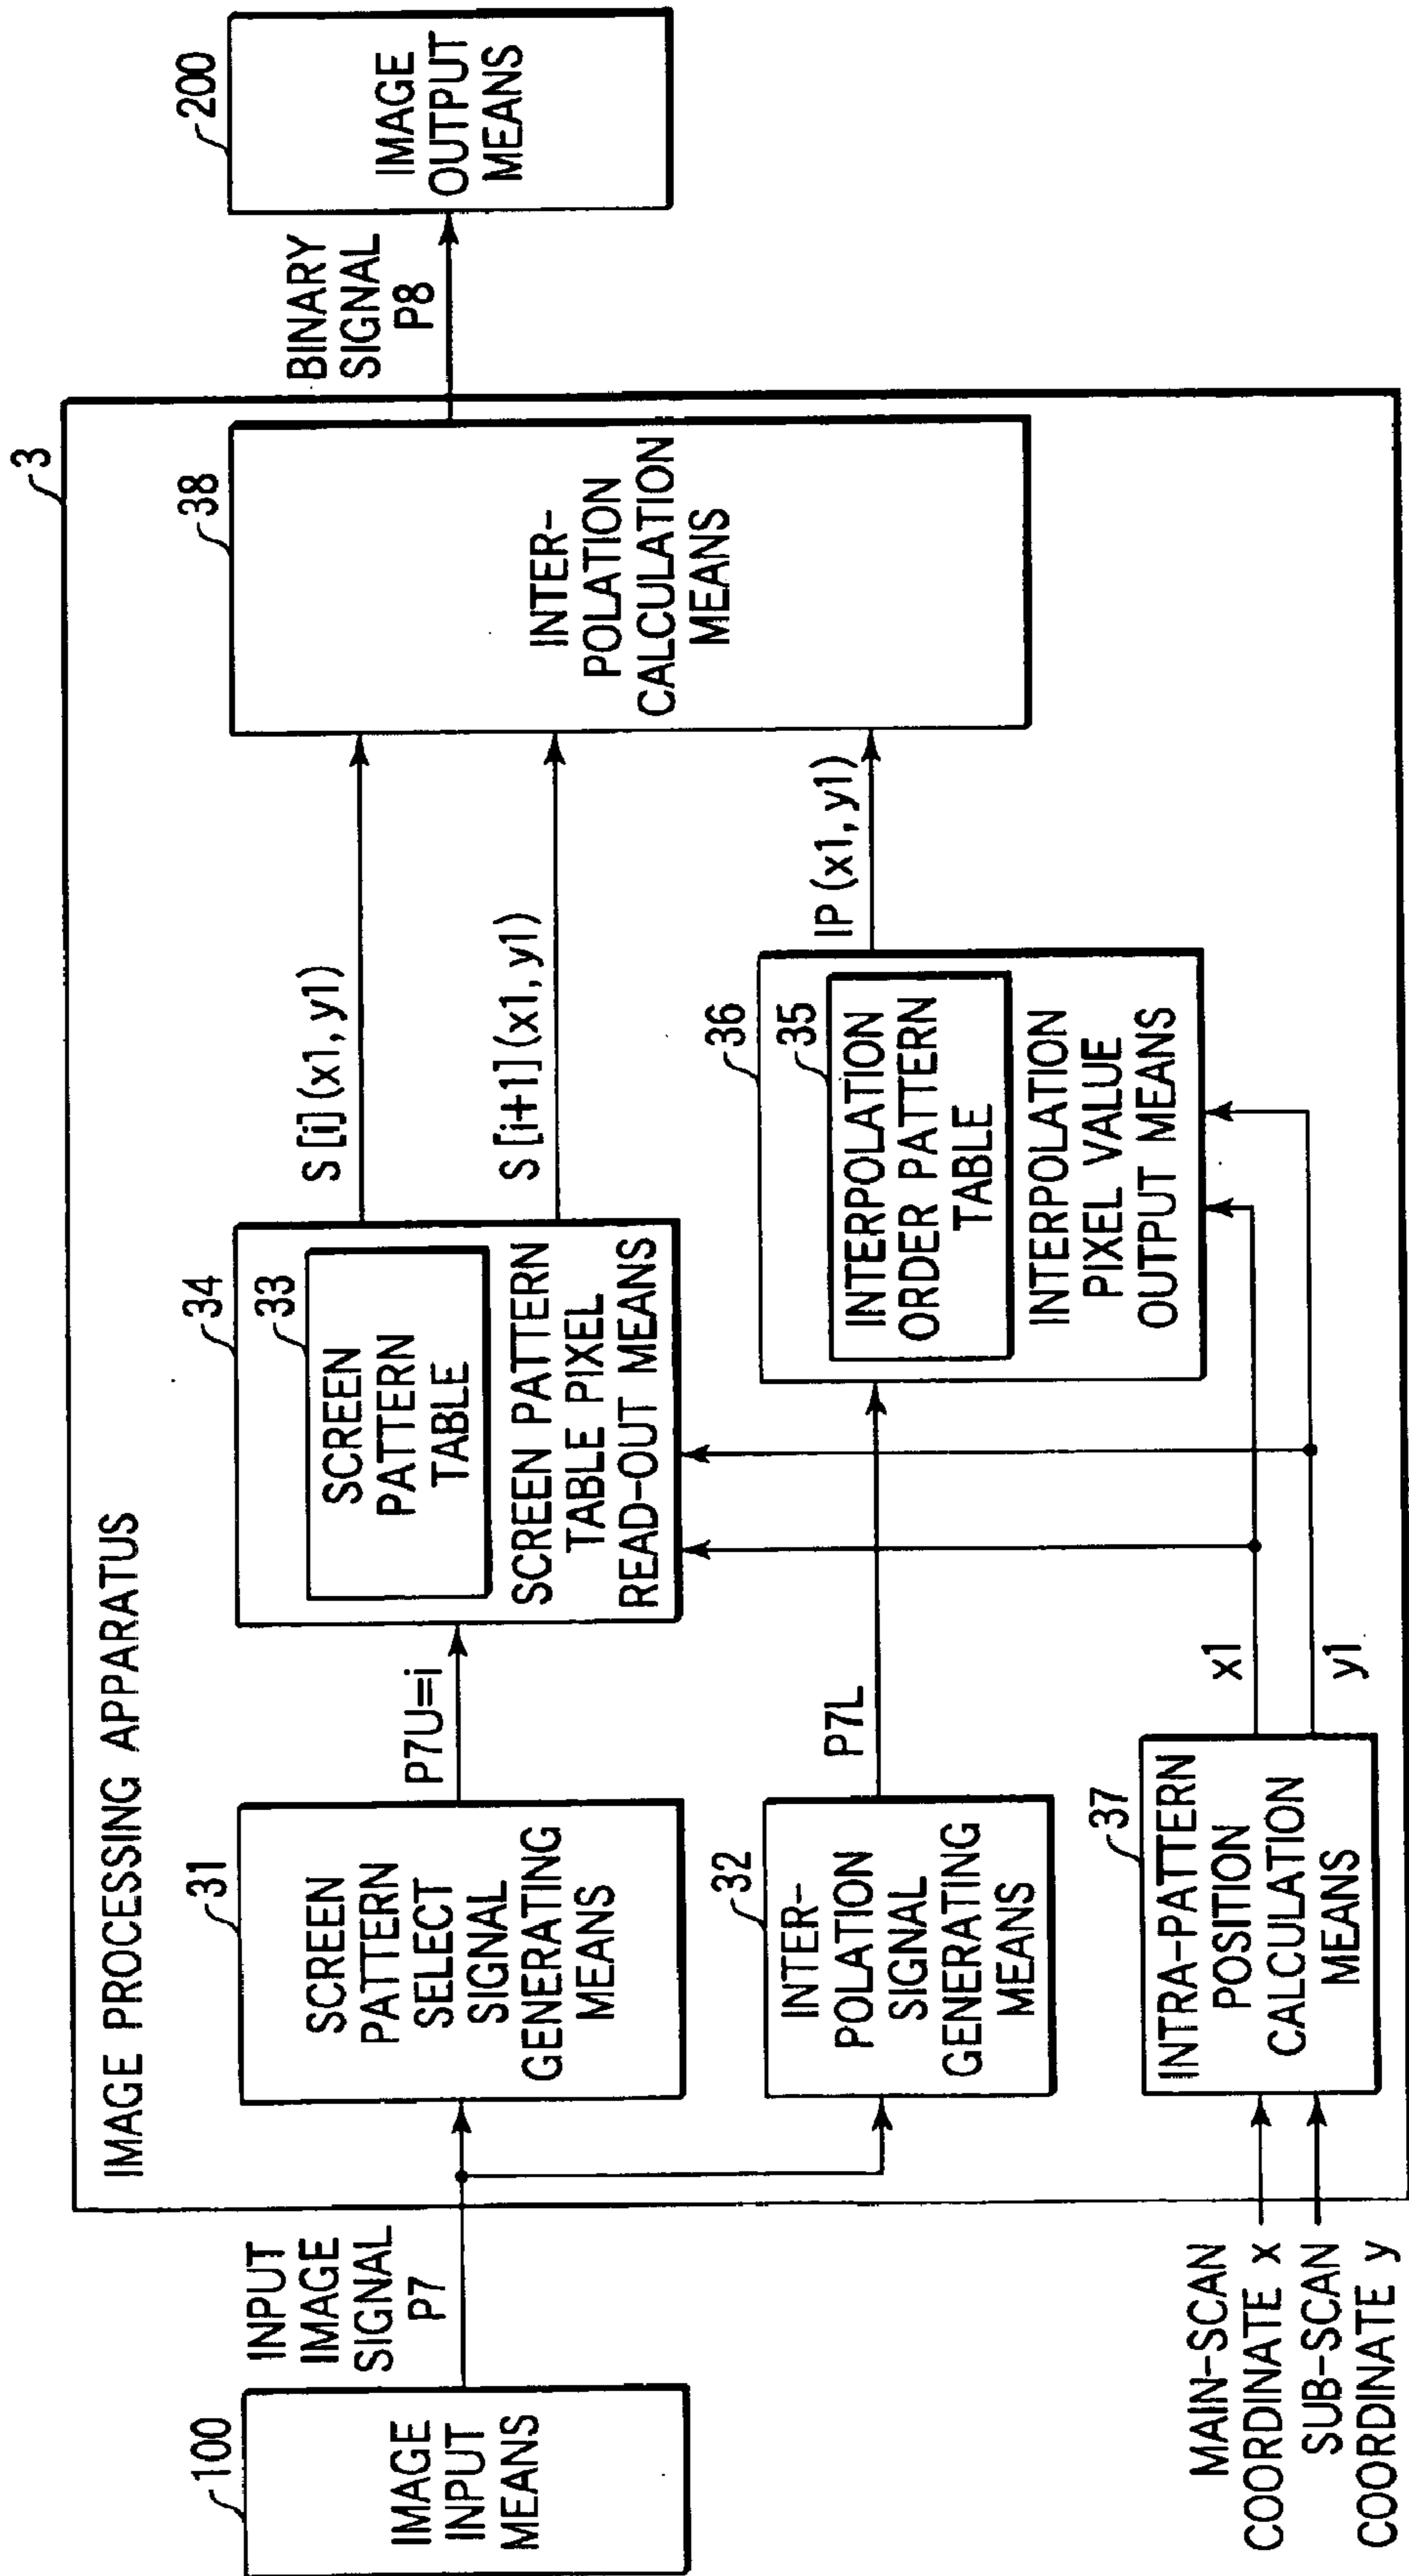 100
IMAGE
INPUT
MEANS
INPUT
IMAGE
SIGNAL
P7
IMAGE PROCESSING APPARATUS
3
31
SCREEN
PATTERN
SELECT
SIGNAL
GENERATING
MEANS
P7U=i
34
33
SCREEN
PATTERN
TABLE
SCREEN PATTERN
TABLE PIXEL
READ-OUT MEANS
S [i] (x1, y1)
S [i+1] (x1, y1)
38
INTER-
POLATION
CALCULATION
MEANS
BINARY
SIGNAL
P8
200
IMAGE
OUTPUT
MEANS
32
INTER-
POLATION
SIGNAL
GENERATING
MEANS
P7L
36
35
INTERPOLATION
ORDER PATTERN
TABLE
INTERPOLATION
PIXEL VALUE
OUTPUT MEANS
IP (x1, y1)
MAIN-SCAN
COORDINATE x
SUB-SCAN
COORDINATE y
37
INTRA-PATTERN
POSITION
CALCULATION
MEANS
x1
y1